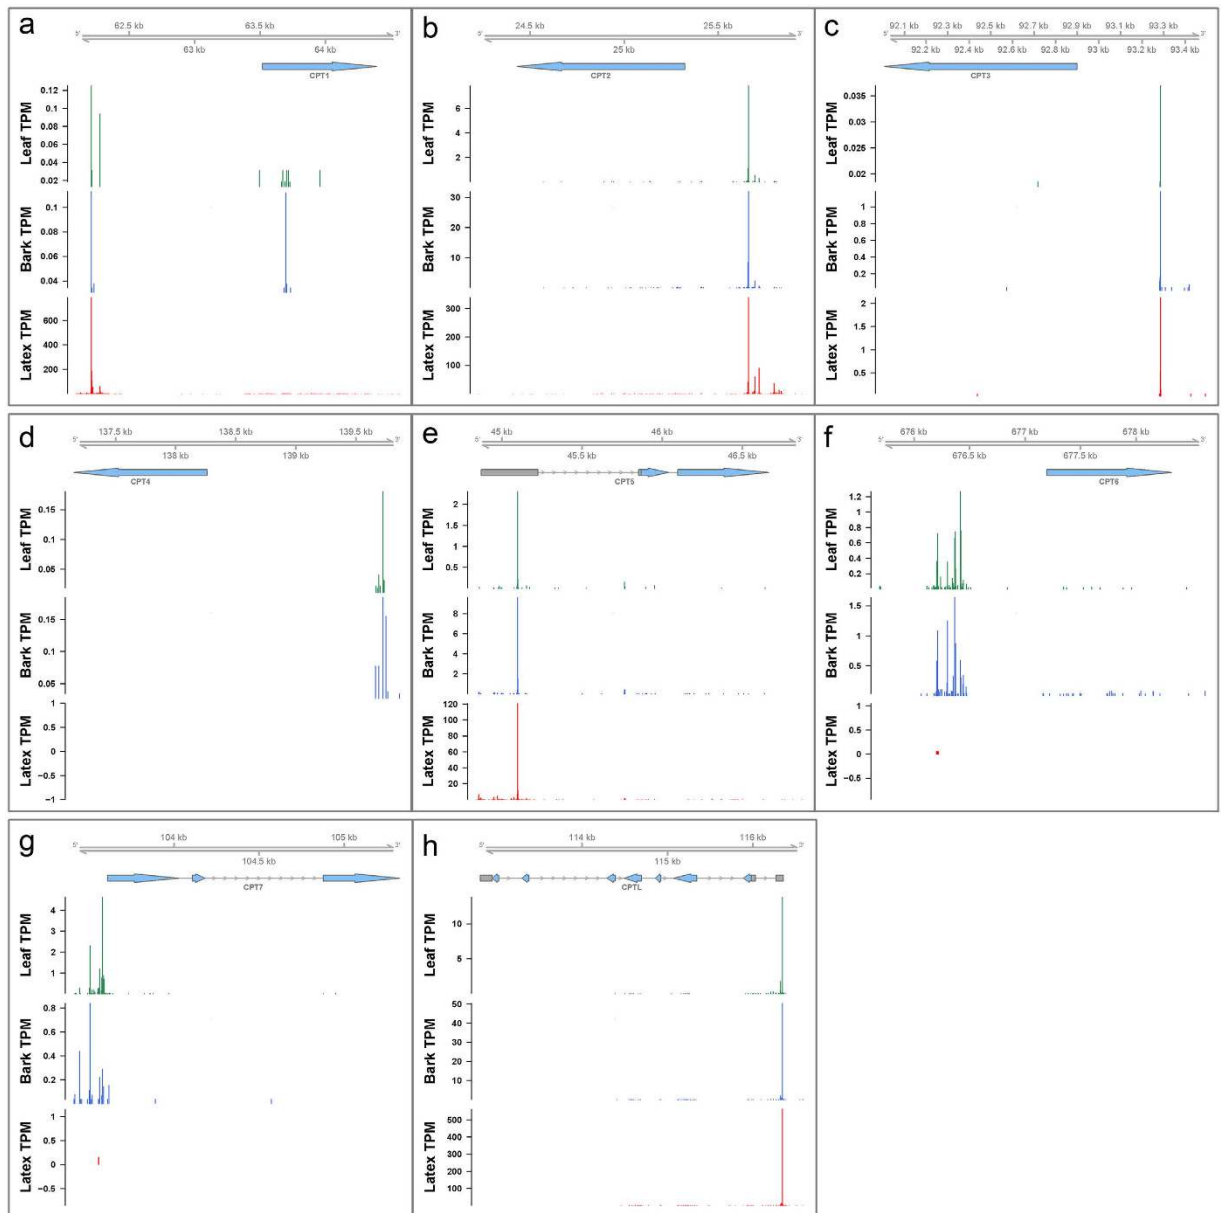 a
62.5 kb 63.5 kb
5' 3'
63 kb 64 kb
CPT1
Leaf TPM
0.12
0.1
0.08
0.06
0.04
0.02
Bark TPM
0.1
0.08
0.06
0.04
Latex TPM
600
400
200
b
24.5 kb 25.5 kb
5' 3'
25 kb
CPT2
Leaf TPM
6
4
2
Bark TPM
30
20
10
Latex TPM
300
200
100
c
92.1 kb 92.3 kb 92.5 kb 92.7 kb 92.9 kb 93.1 kb 93.3 kb
5' 3'
92.2 kb 92.4 kb 92.6 kb 92.8 kb 93 kb 93.2 kb 93.4 kb
CPT3
Leaf TPM
0.035
0.03
0.025
0.02
Bark TPM
1
0.8
0.6
0.4
0.2
Latex TPM
2
1.5
1
0.5
d
137.5 kb 138.5 kb 139.5 kb
5' 3'
138 kb 139 kb
CPT4
Leaf TPM
0.15
0.1
0.05
Bark TPM
0.15
0.1
0.05
Latex TPM
1
0.5
0
−0.5
−1
e
45 kb 46 kb
5' 3'
45.5 kb 46.5 kb
CPT5
Leaf TPM
2
1.5
1
0.5
Bark TPM
8
6
4
2
Latex TPM
120
100
80
60
40
20
f
676 kb 677 kb 678 kb
5' 3'
676.5 kb 677.5 kb
CPT6
Leaf TPM
1.2
1
0.8
0.6
0.4
0.2
Bark TPM
1.5
1
0.5
Latex TPM
1
0.5
0
−0.5
g
104 kb 105 kb
5' 3'
104.5 kb
CPT7
Leaf TPM
4
3
2
1
Bark TPM
0.8
0.6
0.4
0.2
Latex TPM
1
0.5
0
−0.5
h
114 kb 116 kb
5' 3'
115 kb
CPTL
Leaf TPM
10
5
Bark TPM
50
40
30
20
10
Latex TPM
500
400
300
200
100